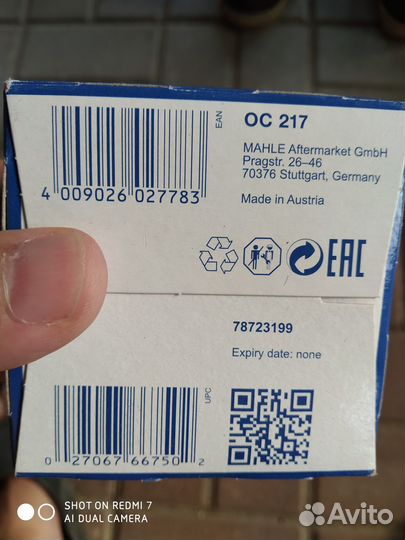 EAN
OC 217
MAHLE Aftermarket GmbH
Pragstr. 26–46
70376 Stuttgart, Germany
Made in Austria
4 009026 027783
EAC
78723199
Expiry date: none
UPC
0 27067 66750 2
SHOT ON REDMI 7
AI DUAL CAMERA
Avito